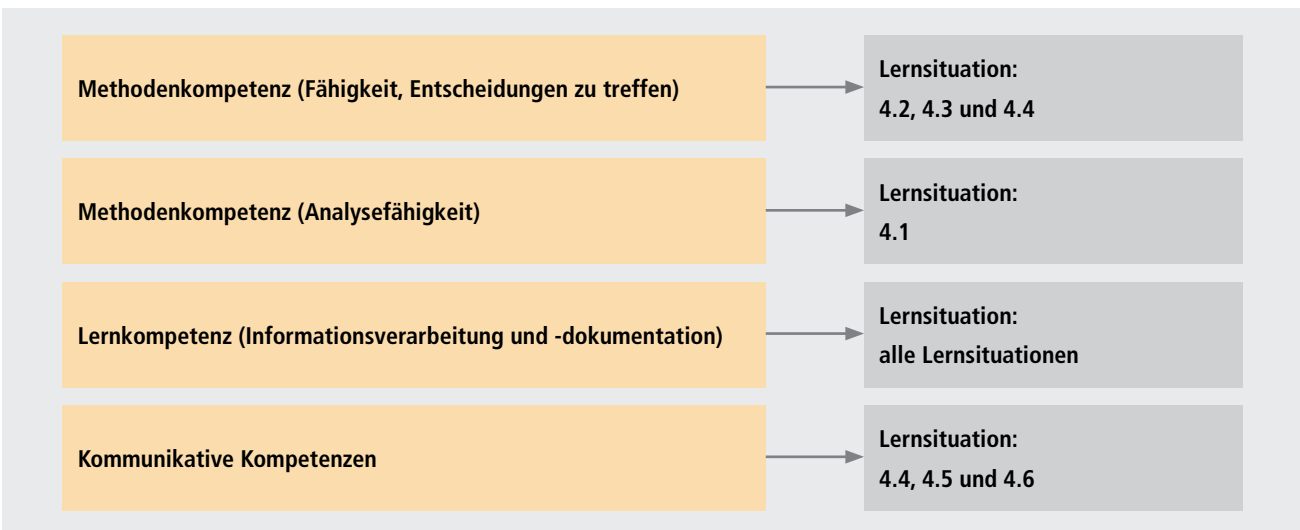 Methodenkompetenz (Fähigkeit, Entscheidungen zu treffen)
Lernsituation:
4.2, 4.3 und 4.4
Methodenkompetenz (Analysefähigkeit)
Lernsituation:
4.1
Lernkompetenz (Informationsverarbeitung und -dokumentation)
Lernsituation:
alle Lernsituationen
Kommunikative Kompetenzen
Lernsituation:
4.4, 4.5 und 4.6